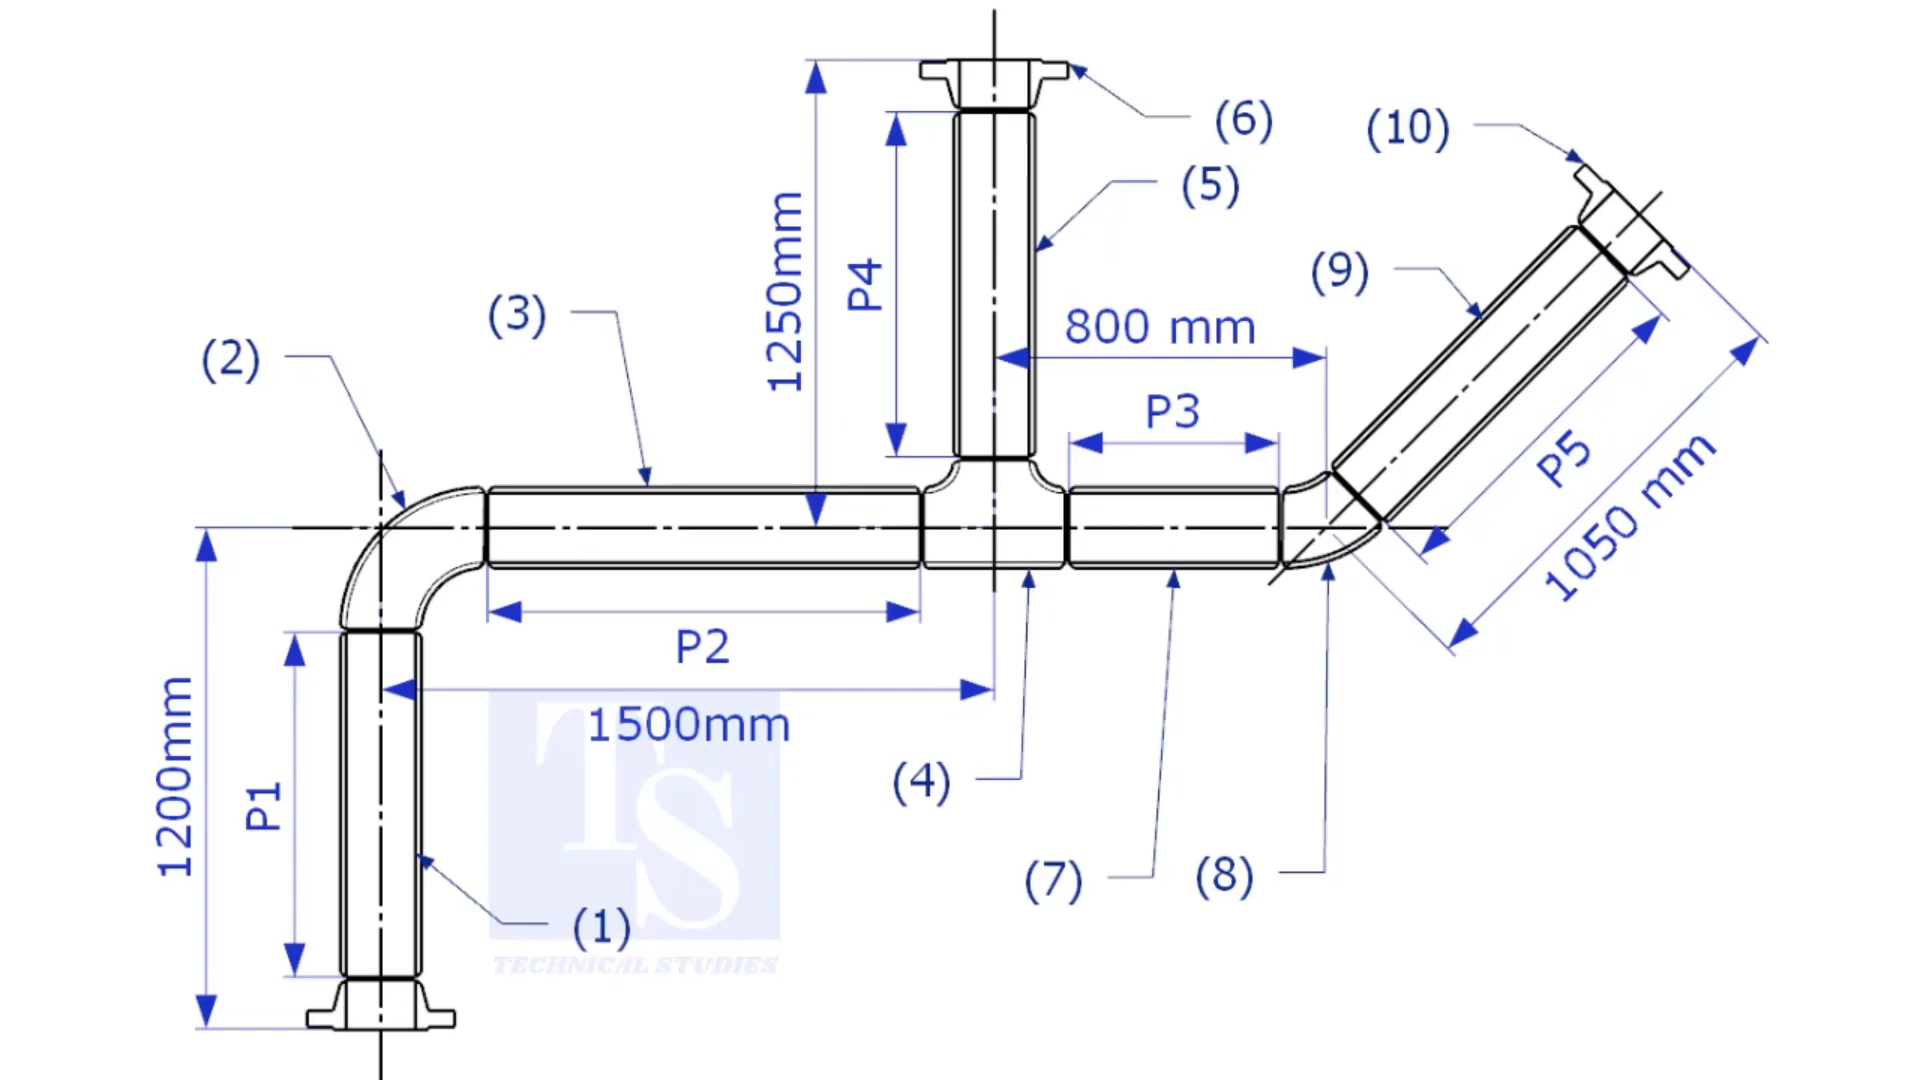 (6)
(10)
(5)
1250mm
P4
(9)
(3)
800 mm
(2)
P3
P5
1050 mm
P2
1500mm
1200mm
P1
(4)
(7)
(8)
(1)
TS
TECHNICAL STUDIES